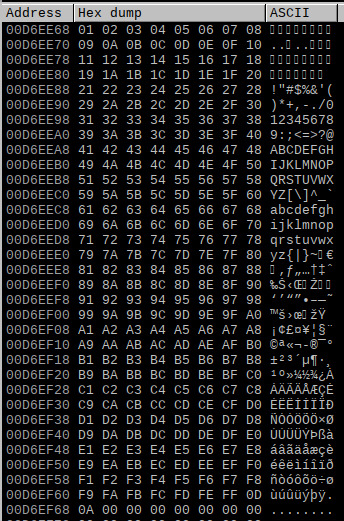 Address Hex dump ASCII
00D6EE68 01 02 03 04 05 06 07 08
00D6EE70 09 0A 0B 0C 0D 0E 0F 10
00D6EE78 11 12 13 14 15 16 17 18
00D6EE80 19 1A 1B 1C 1D 1E 1F 20
00D6EE88 21 22 23 24 25 26 27 28 !"#$%&'(
00D6EE90 29 2A 2B 2C 2D 2E 2F 30 )*+,-./0
00D6EE98 31 32 33 34 35 36 37 38 12345678
00D6EEA0 39 3A 3B 3C 3D 3E 3F 40 9:;<=>?@
00D6EEA8 41 42 43 44 45 46 47 48 ABCDEFGH
00D6EEB0 49 4A 4B 4C 4D 4E 4F 50 IJKLMNOP
00D6EEB8 51 52 53 54 55 56 57 58 QRSTUVWX
00D6EEC0 59 5A 5B 5C 5D 5E 5F 60 YZ[\]^_`
00D6EEC8 61 62 63 64 65 66 67 68 abcdefgh
00D6EED0 69 6A 6B 6C 6D 6E 6F 70 ijklmnop
00D6EED8 71 72 73 74 75 76 77 78 qrstuvwx
00D6EEE0 79 7A 7B 7C 7D 7E 7F 80 yz{|}~▯€
00D6EEE8 81 82 83 84 85 86 87 88 ▯‚ƒ„…†‡ˆ
00D6EEF0 89 8A 8B 8C 8D 8E 8F 90 ‰Š‹Œ▯Ž▯▯
00D6EEF8 91 92 93 94 95 96 97 98 ‘’“”•–—˜
00D6EF00 99 9A 9B 9C 9D 9E 9F A0 ™š›œ▯žŸ
00D6EF08 A1 A2 A3 A4 A5 A6 A7 A8 ¡¢£¤¥¦§¨
00D6EF10 A9 AA AB AC AD AE AF B0 ©ª«¬-®¯°
00D6EF18 B1 B2 B3 B4 B5 B6 B7 B8 ±²³´µ¶·¸
00D6EF20 B9 BA BB BC BD BE BF C0 ¹º»¼½¾¿À
00D6EF28 C1 C2 C3 C4 C5 C6 C7 C8 ÁÂÃÄÅÆÇÈ
00D6EF30 C9 CA CB CC CD CE CF D0 ÉÊËÌÍÎÏÐ
00D6EF38 D1 D2 D3 D4 D5 D6 D7 D8 ÑÒÓÔÕÖ×Ø
00D6EF40 D9 DA DB DC DD DE DF E0 ÙÚÛÜÝÞßà
00D6EF48 E1 E2 E3 E4 E5 E6 E7 E8 áâãäåæçè
00D6EF50 E9 EA EB EC ED EE EF F0 éêëìíîïð
00D6EF58 F1 F2 F3 F4 F5 F6 F7 F8 ñòóôõö÷ø
00D6EF60 F9 FA FB FC FD FE FF 0D ùúûüýþÿ.
00D6EF68 0A 00 00 00 00 00 00 00 ........